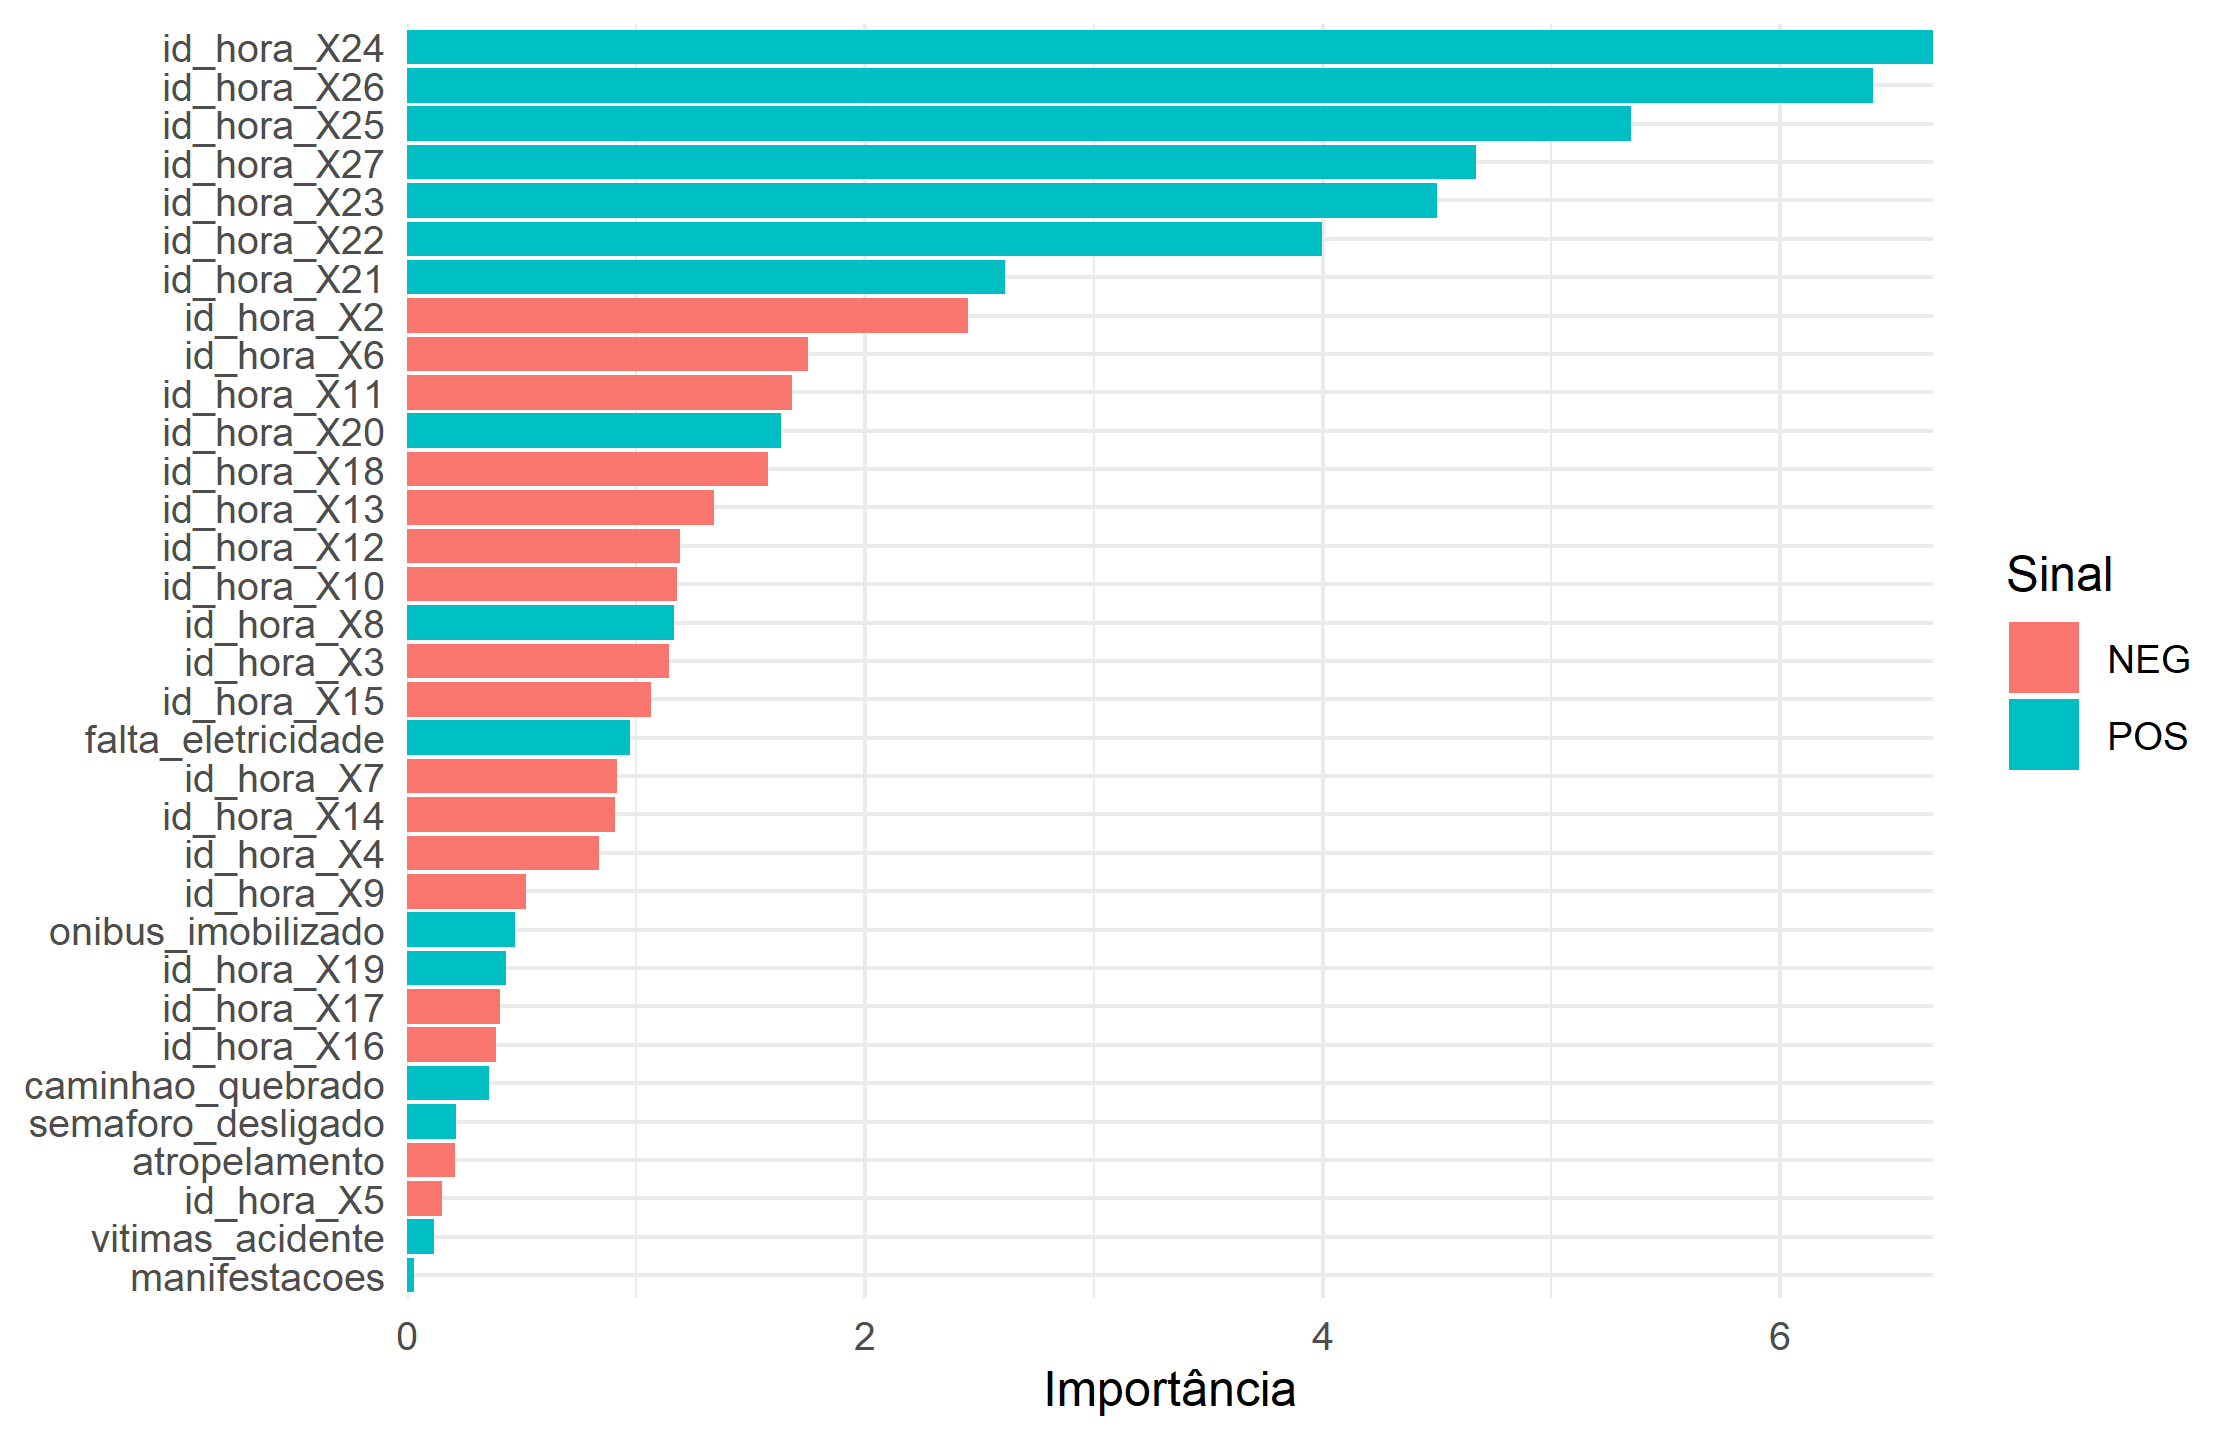 id_hora_X24
id_hora_X26
id_hora_X25
id_hora_X27
id_hora_X23
id_hora_X22
id_hora_X21
id_hora_X2
id_hora_X6
id_hora_X11
id_hora_X20
id_hora_X18
id_hora_X13
id_hora_X12
id_hora_X10
id_hora_X8
id_hora_X3
id_hora_X15
falta_eletricidade
id_hora_X7
id_hora_X14
id_hora_X4
id_hora_X9
onibus_imobilizado
id_hora_X19
id_hora_X17
id_hora_X16
caminhao_quebrado
semaforo_desligado
atropelamento
id_hora_X5
vitimas_acidente
manifestacoes
0 2 4 6
Importância
Sinal
NEG
POS